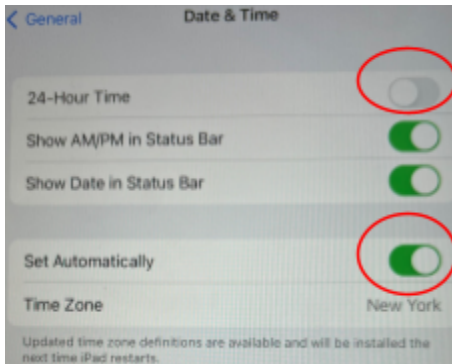 General
Date & Time
24-Hour Time
Show AM/PM in Status Bar
Show Date in Status Bar
Set Automatically
Time Zone
New York
Updated time zone definitions are available and will be installed the
next time iPad restarts.